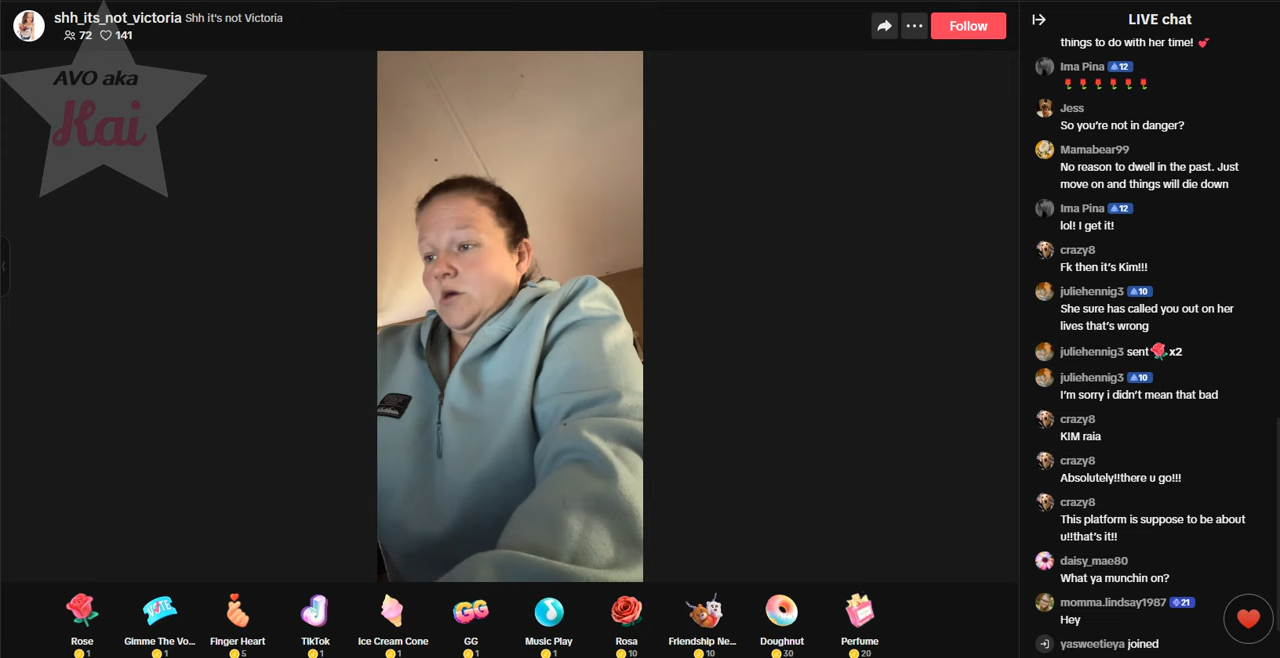 shh_its_not_victoria Shh it's not Victoria
72 141
Follow
AVO aka
Kai
LIVE chat
things to do with her time! 💕
Ima Pina 12
🌹🌹🌹🌹🌹🌹
Jess
So you're not in danger?
Mamabear99
No reason to dwell in the past. Just
move on and things will die down
Ima Pina 12
lol! I get it!
crazy8
Fk then it's Kim!!!
juliehennig3 10
She sure has called you out on her
lives that's wrong
juliehennig3 sent x2
juliehennig3 10
I'm sorry i didn't mean that bad
crazy8
KIM raia
crazy8
Absolutely!!there u go!!!
crazy8
This platform is suppose to be about
u!!that's it!!
daisy_mae80
What ya munchin on?
momma.lindsay1987 21
Hey
yasweetieya joined
VOTE
GG
Rose Gimme The Vo... Finger Heart TikTok Ice Cream Cone GG Music Play Rosa Friendship Ne... Doughnut Perfume
1 1 5 1 1 1 1 10 10 30 20